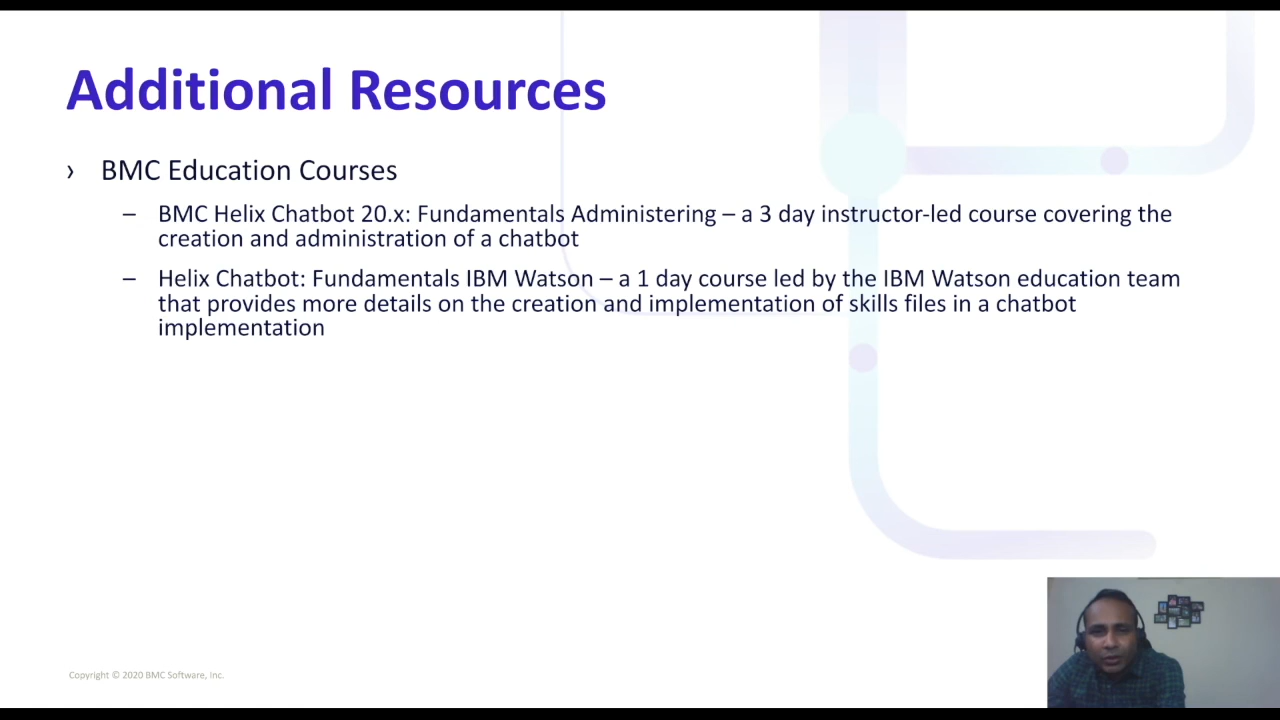 Additional Resources
› BMC Education Courses
– BMC Helix Chatbot 20.x: Fundamentals Administering – a 3 day instructor-led course covering the
creation and administration of a chatbot
– Helix Chatbot: Fundamentals IBM Watson – a 1 day course led by the IBM Watson education team
that provides more details on the creation and implementation of skills files in a chatbot
implementation
Copyright © 2020 BMC Software, Inc.